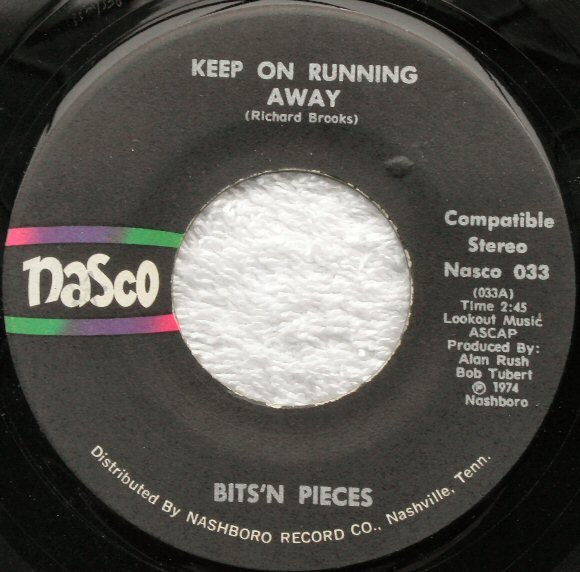 KEEP ON RUNNING
AWAY
(Richard Brooks)
nasco
Compatible
Stereo
Nasco 033
(033A)
Time 2:45
Lookout Music
ASCAP
Produced By:
Alan Rush
Bob Tubert
℗ 1974
Nashboro
BITS'N PIECES
Distributed By NASHBORO RECORD CO., Nashville, Tenn.